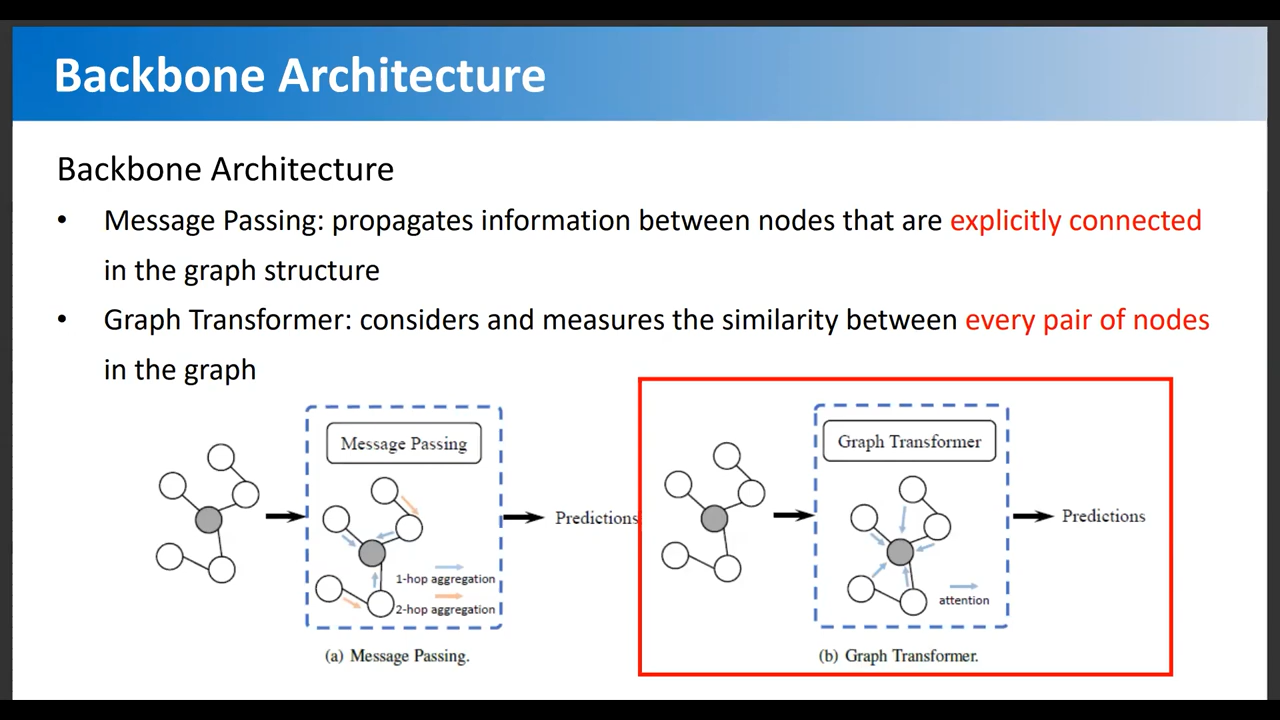 Backbone Architecture
Backbone Architecture
• Message Passing: propagates information between nodes that are explicitly connected
in the graph structure
• Graph Transformer: considers and measures the similarity between every pair of nodes
in the graph
Message Passing
1-hop aggregation
2-hop aggregation
Predictions
(a) Message Passing.
Graph Transformer
attention
Predictions
(b) Graph Transformer.